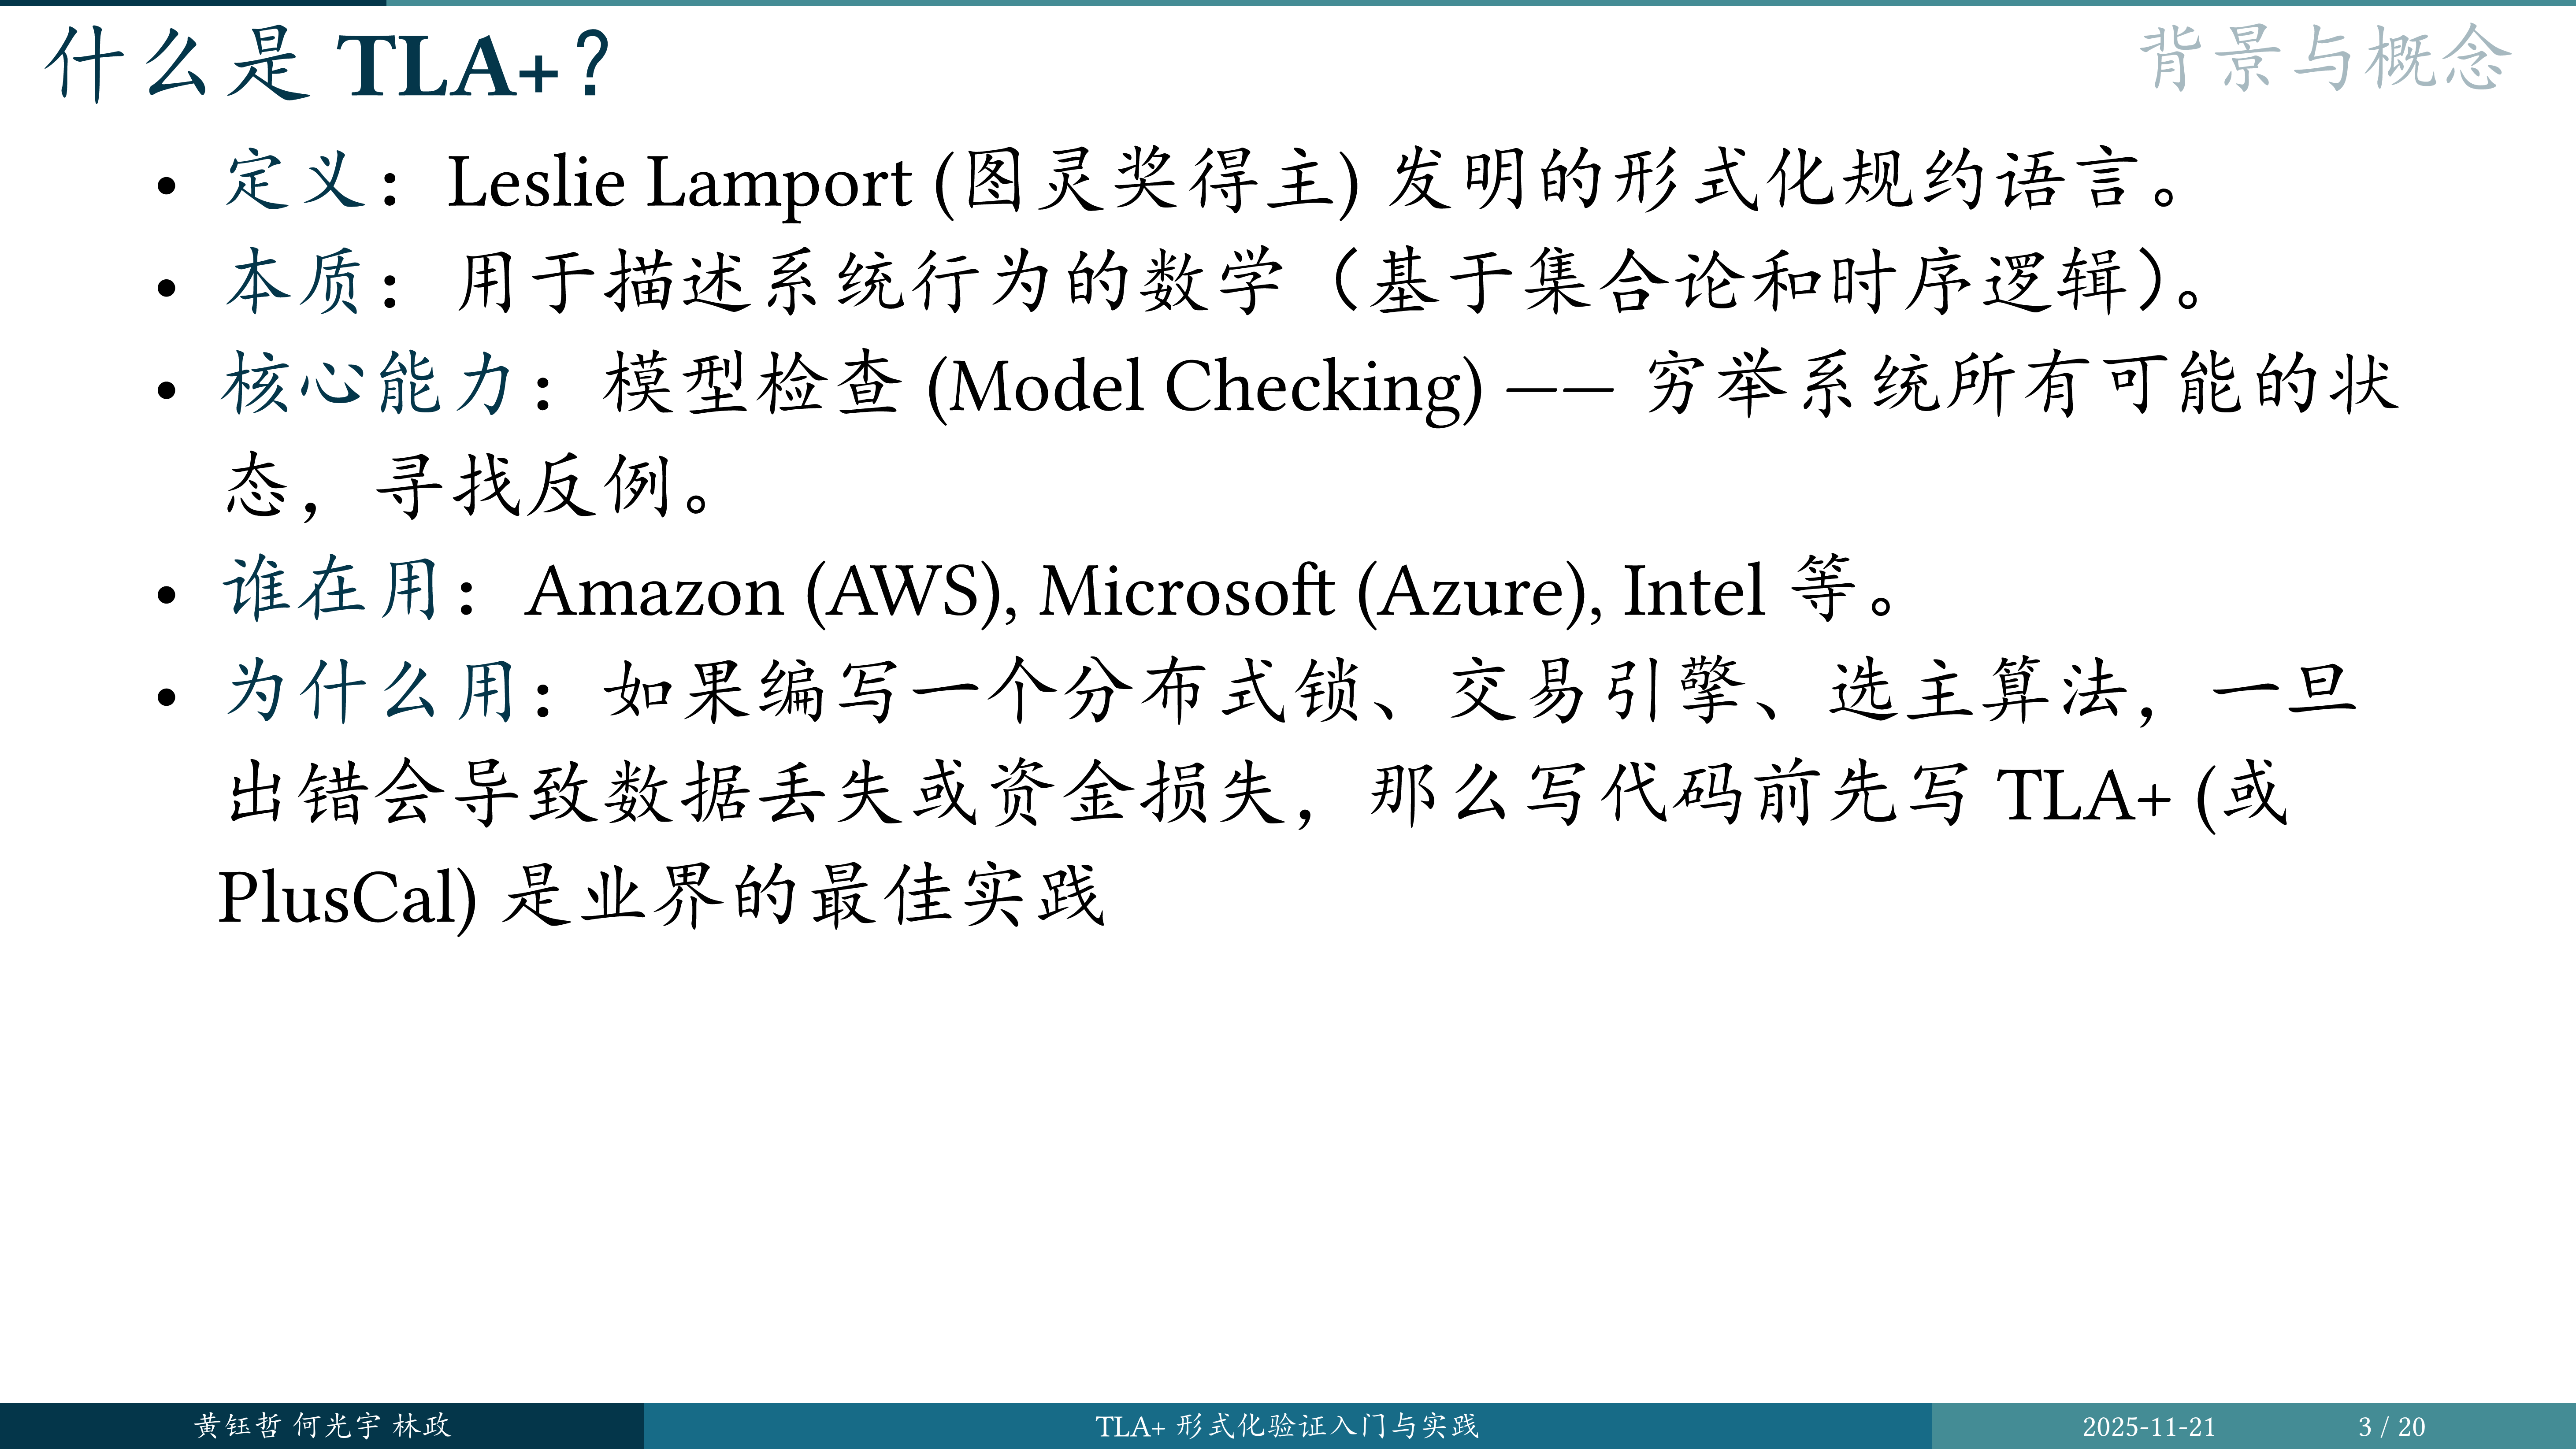 什么是 TLA+？
背景与概念
• 定义：Leslie Lamport (图灵奖得主) 发明的形式化规约语言。
• 本质：用于描述系统行为的数学（基于集合论和时序逻辑）。
• 核心能力：模型检查 (Model Checking) —— 穷举系统所有可能的状
态，寻找反例。
• 谁在用：Amazon (AWS), Microsoft (Azure), Intel 等。
• 为什么用：如果编写一个分布式锁、交易引擎、选主算法，一旦
出错会导致数据丢失或资金损失，那么写代码前先写 TLA+ (或
PlusCal) 是业界的最佳实践
黄钰哲 何光宇 林政
TLA+ 形式化验证入门与实践
2025-11-21
3 / 20